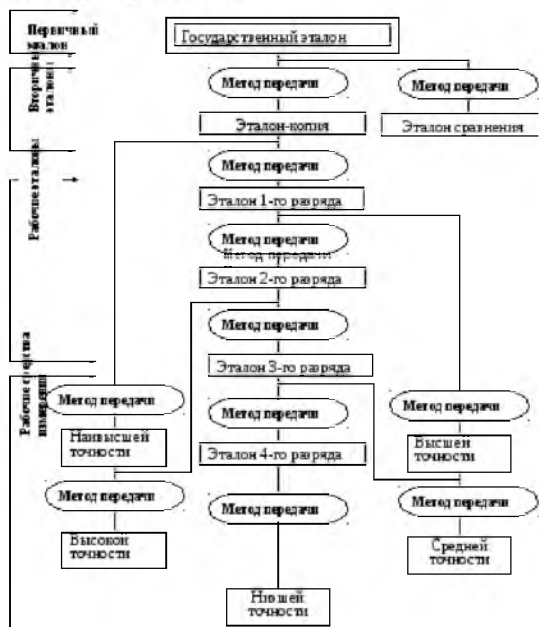 Первичный
эталон
Государственный эталон
Вторичные
эталоны
Метод передачи
Метод передачи
Эталон-копия
Эталон сравнения
Рабочие эталоны
Метод передачи
Эталон 1-го разряда
Метод передачи
Метод передачи
Эталон 2-го разряда
Метод передачи
Эталон 3-го разряда
Рабочие средства
измерений
Метод передачи
Метод передачи
Метод передачи
Наивысшей
точности
Эталон 4-го разряда
Высшей
точности
Метод передачи
Метод передачи
Метод передачи
Высокой
точности
Средней
точности
Низшей
точности